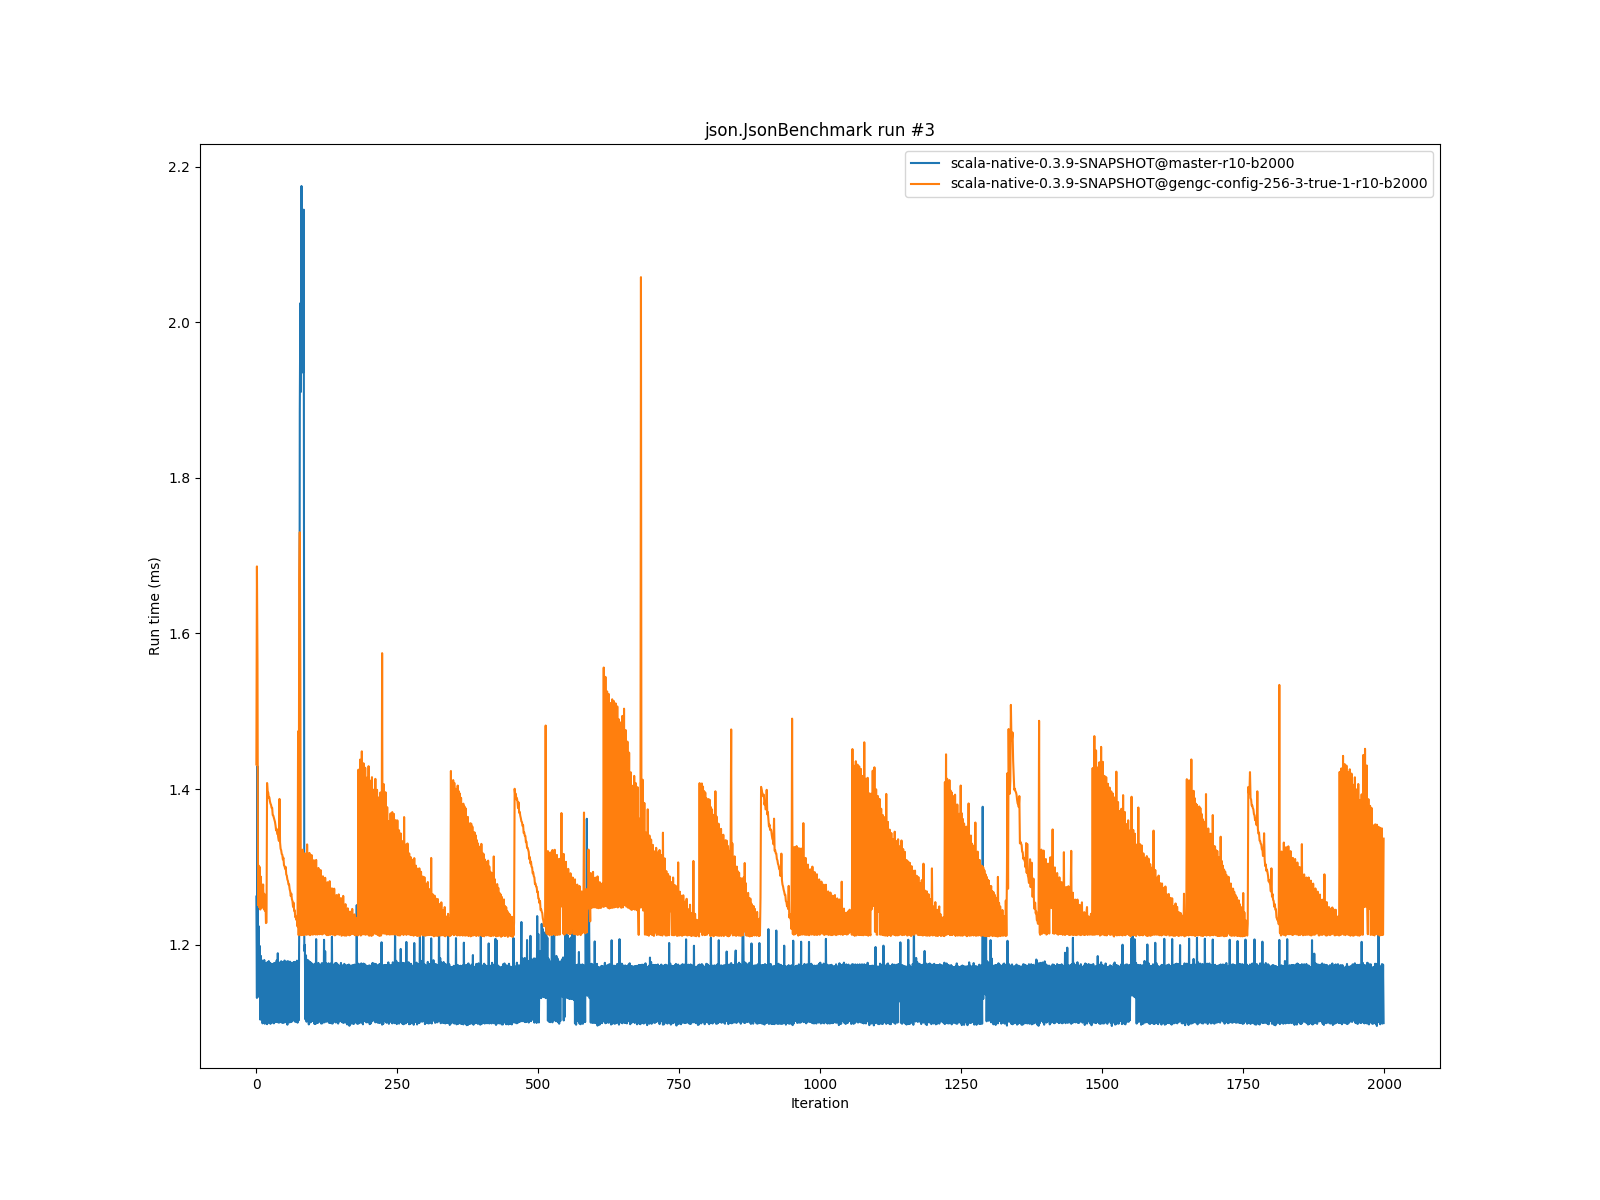 json.JsonBenchmark run #3
scala-native-0.3.9-SNAPSHOT@master-r10-b2000
scala-native-0.3.9-SNAPSHOT@gengc-config-256-3-true-1-r10-b2000
Run time (ms)
2.2
2.0
1.8
1.6
1.4
1.2
0 250 500 750 1000 1250 1500 1750 2000
Iteration